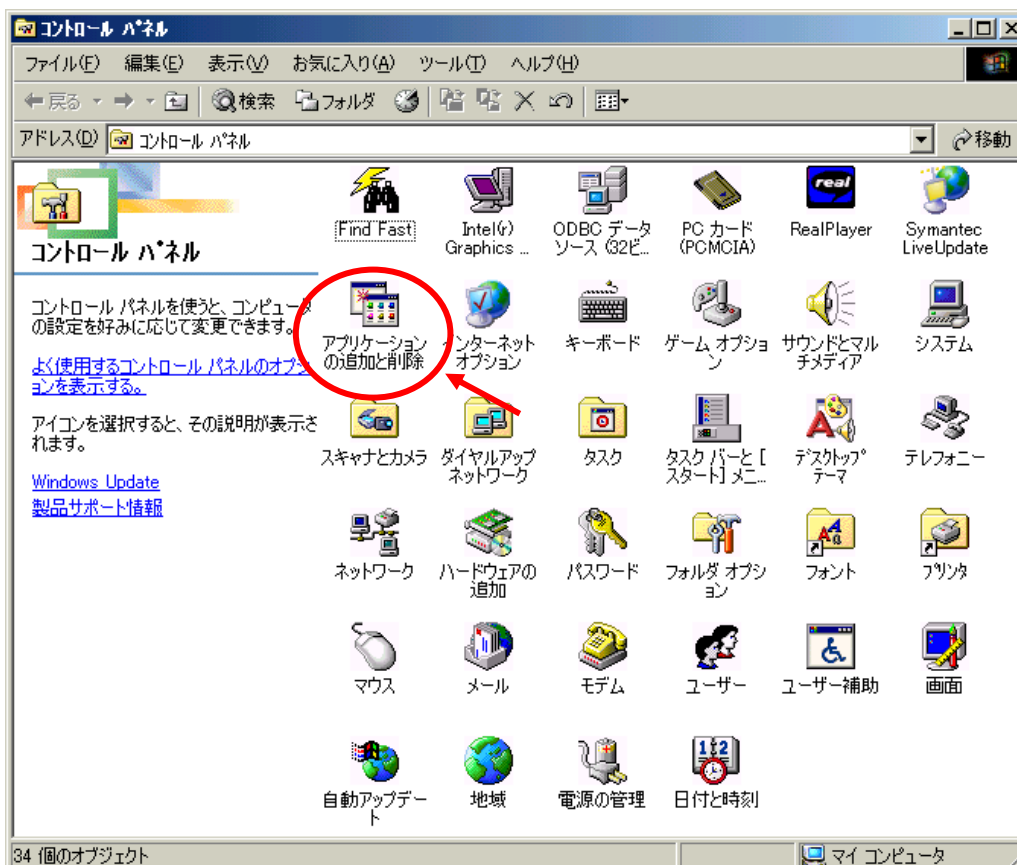 コントロール パネル
ファイル(F) 編集(E) 表示(V) お気に入り(A) ツール(T) ヘルプ(H)
戻る 検索 フォルダ
アドレス(D) コントロール パネル 移動
コントロール パネル
コントロール パネルを使うと、コンピュータ
の設定を好みに応じて変更できます。
よく使用するコントロール パネルのオプシ
ョンを表示する。
アイコンを選択すると、その説明が表示さ
れます。
Windows Update
製品サポート情報
Find Fast
Intel(r)
Graphics ...
ODBC データ
ソース (32ビ...
PC カード
(PCMCIA)
real
RealPlayer
Symantec
LiveUpdate
アプリケーション
の追加と削除
インターネット
オプション
キーボード
ゲーム オプショ
ン
サウンドとマル
チメディア
システム
スキャナとカメラ
ダイヤルアップ
ネットワーク
タスク
タスク バーと [
スタート] メニ...
デスクトップ
テーマ
テレフォニー
ネットワーク
ハードウェアの
追加
パスワード
フォルダ オプシ
ョン
フォント
プリンタ
マウス
メール
モデム
ユーザー
ユーザー補助
画面
自動アップデー
ト
地域
電源の管理
12
日付と時刻
34 個のオブジェクト
マイ コンピュータ